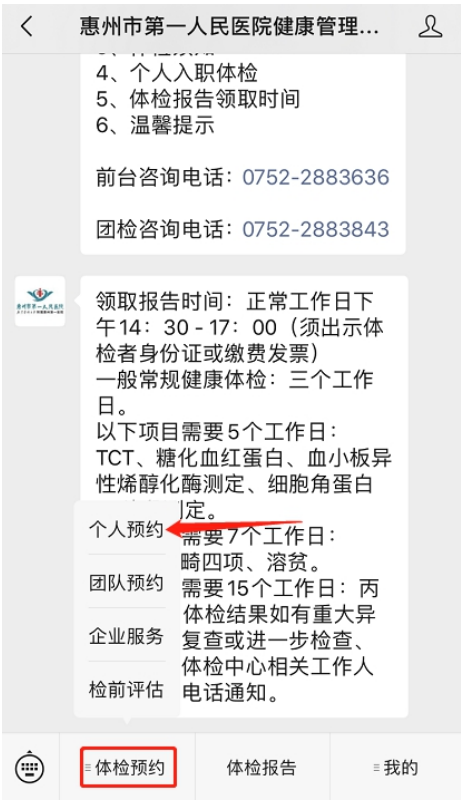 惠州市第一人民医院健康管理...
4、个人入职体检
5、体检报告领取时间
6、温馨提示
前台咨询电话：0752-2883636
团检咨询电话：0752-2883843
领取报告时间：正常工作日下
午14：30 - 17：00（须出示体
检者身份证或缴费发票）
一般常规健康体检：三个工作
日。
以下项目需要5个工作日：
TCT、糖化血红蛋白、血小板异
性烯醇化酶测定、细胞角蛋白
定。
个人预约
需要7个工作日：
畸四项、溶贫。
团队预约
需要15个工作日：丙
体检结果如有重大异
企业服务
复查或进一步检查、
体检中心相关工作人
检前评估
电话通知。
体检预约
体检报告
我的